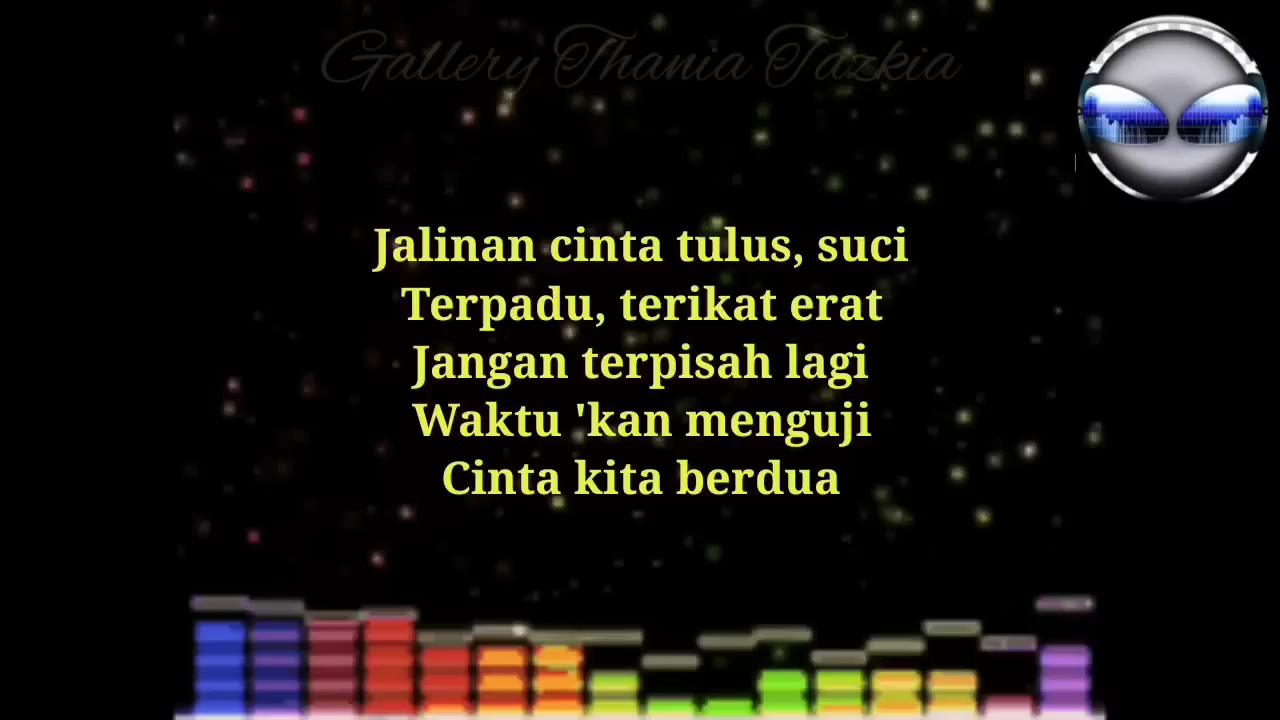 Gallery Thania Tazkia
Jalinan cinta tulus, suci
Terpadu, terikat erat
Jangan terpisah lagi
Waktu 'kan menguji
Cinta kita berdua